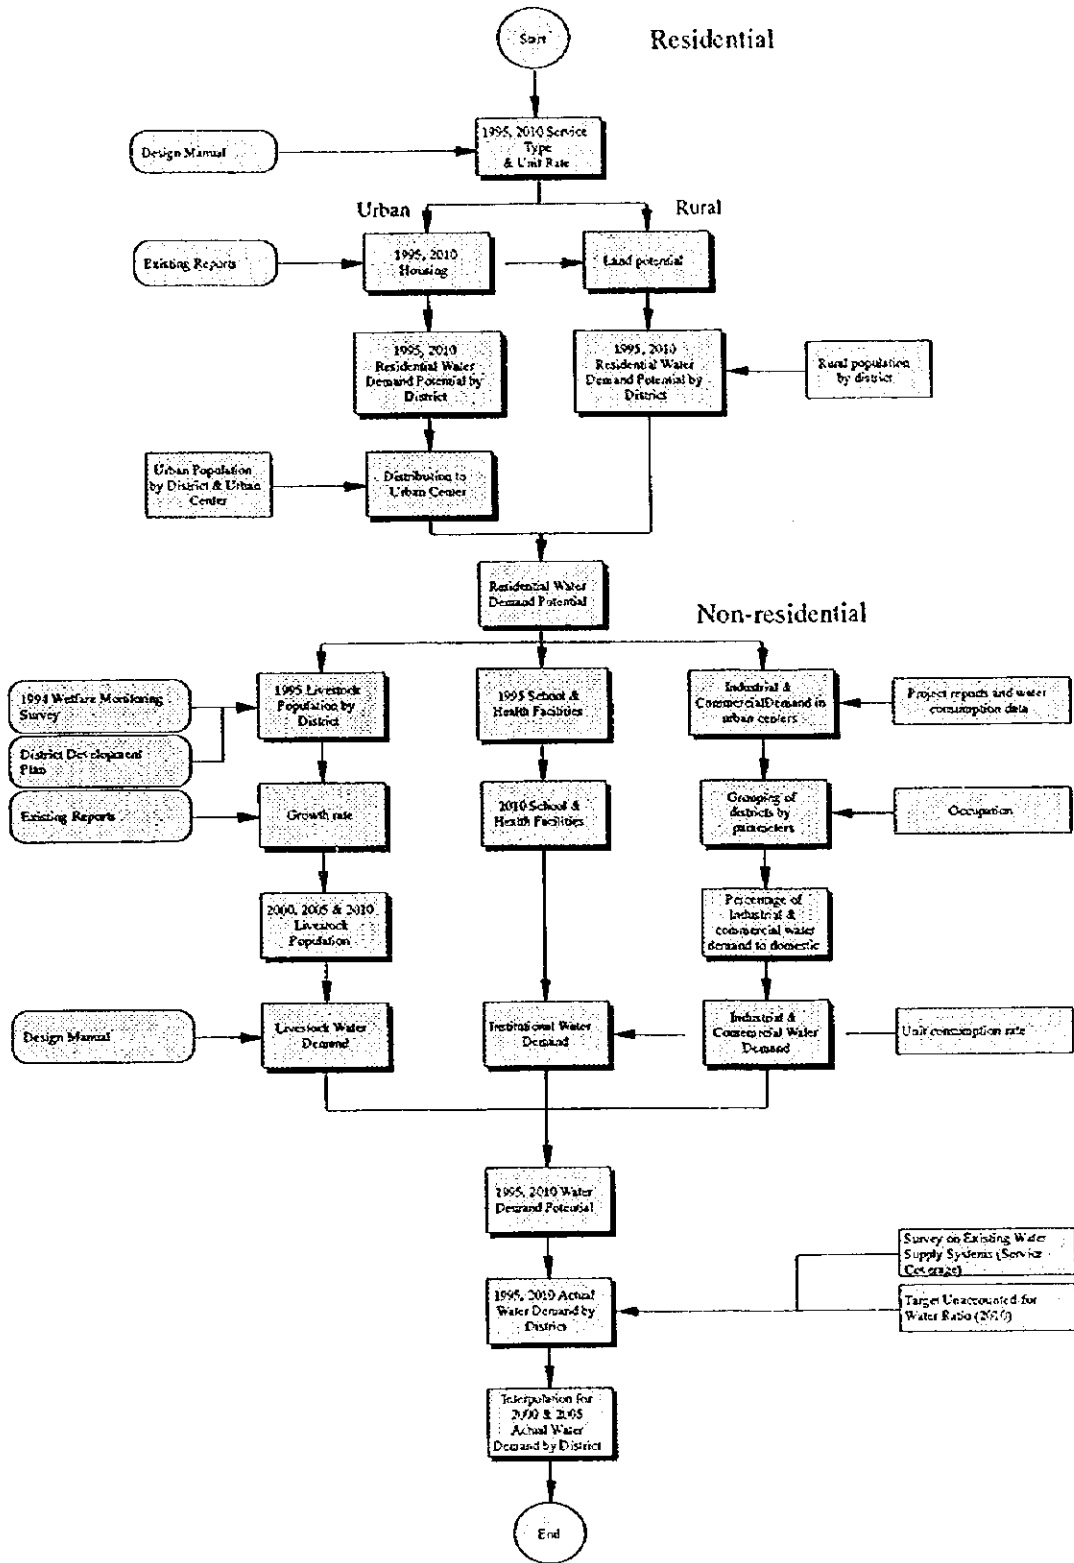 Start
Residential
1995, 2010 Service
Type
& Unit Rate
Design Manual
Urban
Rural
Existing Reports
1995, 2010
Housing
Land potential
1995, 2010
Residential Water
Demand Potential by
District
1995, 2010
Residential Water
Demand Potential by
District
Rural population
by district
Urban Population
by District & Urban
Center
Distribution to
Urban Center
Residential Water
Demand Potential
Non-residential
1994 Welfare Monitoring
Survey
District Development
Plan
1995 Livestock
Population by
District
1995 School &
Health Facilities
Industrial &
CommercialDemand in
urban centers
Project reports and water
consumption data
Existing Reports
Growth rate
2010 School &
Health Facilities
Grouping of
districts by
parameters
Occupation
2000, 2005 & 2010
Livestock
Population
Percentage of
Industrial &
commercial water
demand to domestic
Design Manual
Livestock Water
Demand
Institutional Water
Demand
Industrial &
Commercial Water
Demand
Unit consumption rate
1995, 2010 Water
Demand Potential
Survey on Existing Water
Supply Systems (Service
Coverage)
1995, 2010 Actual
Water Demand by
District
Target Unaccounted-for
Water Ratio (2010)
Interpolation for
2000 & 2005
Actual Water
Demand by District
End